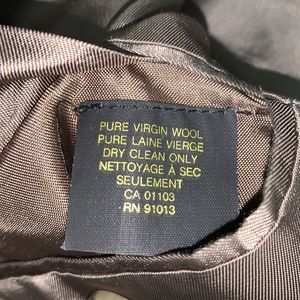 PURE VIRGIN WOOL
PURE LAINE VIERGE
DRY CLEAN ONLY
NETTOYAGE À SEC
SEULEMENT
CA 01103
RN 91013